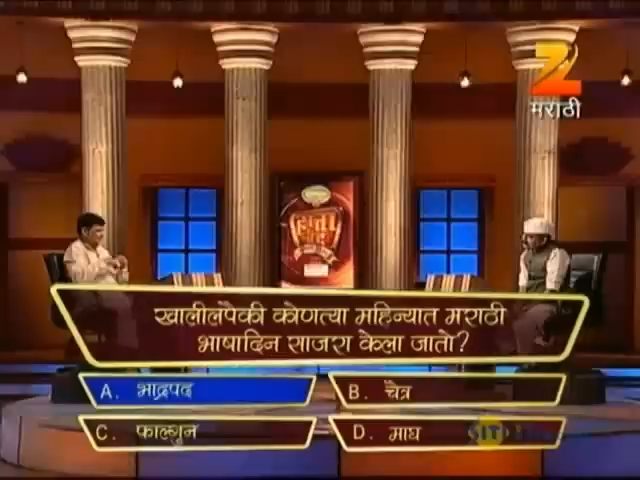 मराठी
खालीलपैकी कोणत्या महिन्यात मराठी
भाषादिन साजरा केला जातो?
A. भाद्रपद
B. चैत्र
C. फाल्गुन
D. माघ